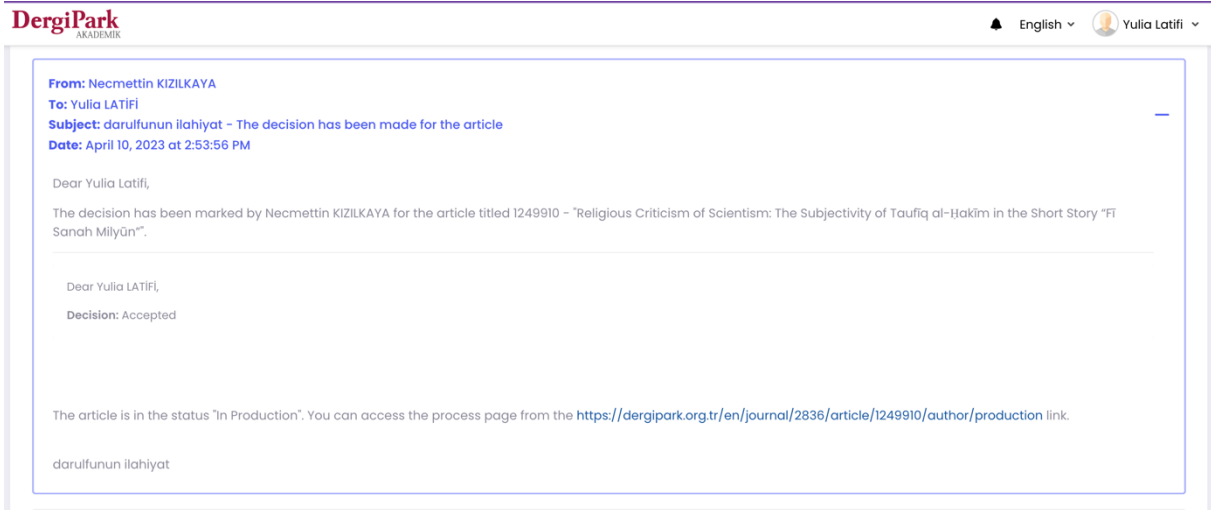 DergiPark
AKADEMİK
English
Yulia Latifi
From: Necmettin KIZILKAYA
To: Yulia LATİFİ
Subject: darulfunun ilahiyat - The decision has been made for the article
Date: April 10, 2023 at 2:53:56 PM
Dear Yulia Latifi,
The decision has been marked by Necmettin KIZILKAYA for the article titled 1249910 - "Religious Criticism of Scientism: The Subjectivity of Taufīq al-Ḥakīm in the Short Story “Fī
Sanah Milyūn”".
Dear Yulia LATİFİ,
Decision: Accepted
The article is in the status "In Production". You can access the process page from the https://dergipark.org.tr/en/journal/2836/article/1249910/author/production link.
darulfunun ilahiyat